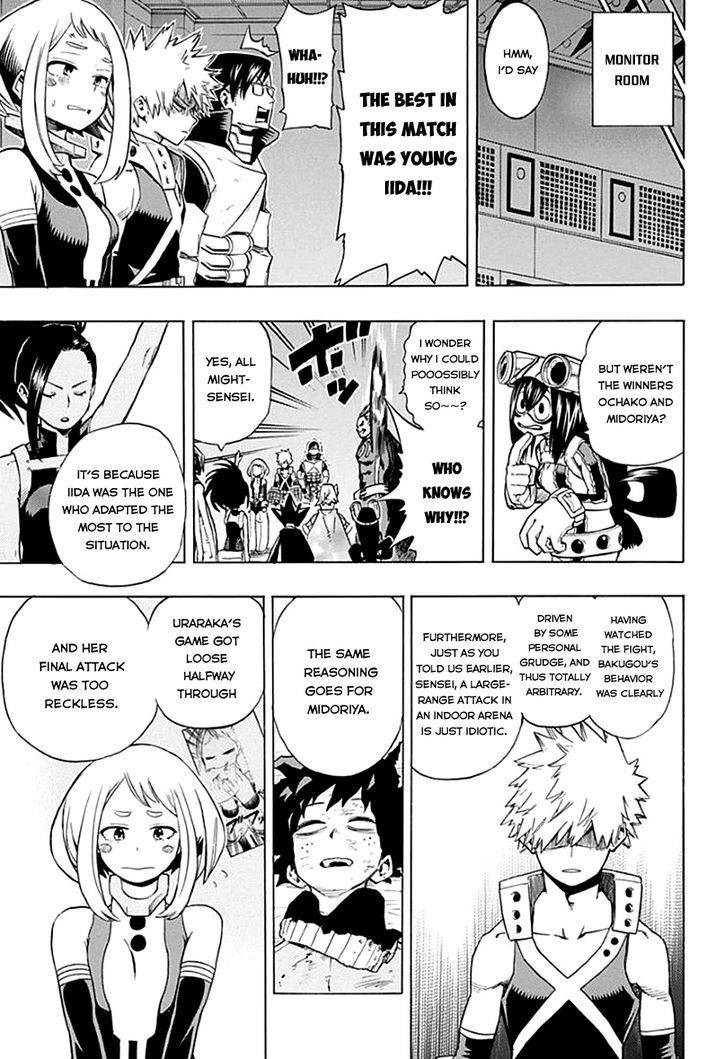 MONITOR
ROOM
HMM,
I'D SAY
THE BEST IN
THIS MATCH
WAS YOUNG
IIDA!!!
WHA-
HUH!!?
BUT WEREN'T
THE WINNERS
OCHAKO AND
MIDORIYA?
I WONDER
WHY I COULD
POOOSSIBLY
THINK
SO~~?
WHO
KNOWS
WHY!!!?
YES, ALL
MIGHT-
SENSEI.
IT'S BECAUSE
IIDA WAS THE ONE
WHO ADAPTED THE
MOST TO THE
SITUATION.
HAVING
WATCHED
THE FIGHT,
BAKUGOU'S
BEHAVIOR
WAS CLEARLY
DRIVEN
BY SOME
PERSONAL
GRUDGE, AND
THUS TOTALLY
ARBITRARY.
FURTHERMORE,
JUST AS YOU
TOLD US EARLIER,
SENSEI, A LARGE-
RANGE ATTACK IN
AN INDOOR ARENA
IS JUST IDIOTIC.
THE SAME
REASONING
GOES FOR
MIDORIYA.
URARAKA'S
GAME GOT
LOOSE
HALFWAY
THROUGH
AND HER
FINAL ATTACK
WAS TOO
RECKLESS.